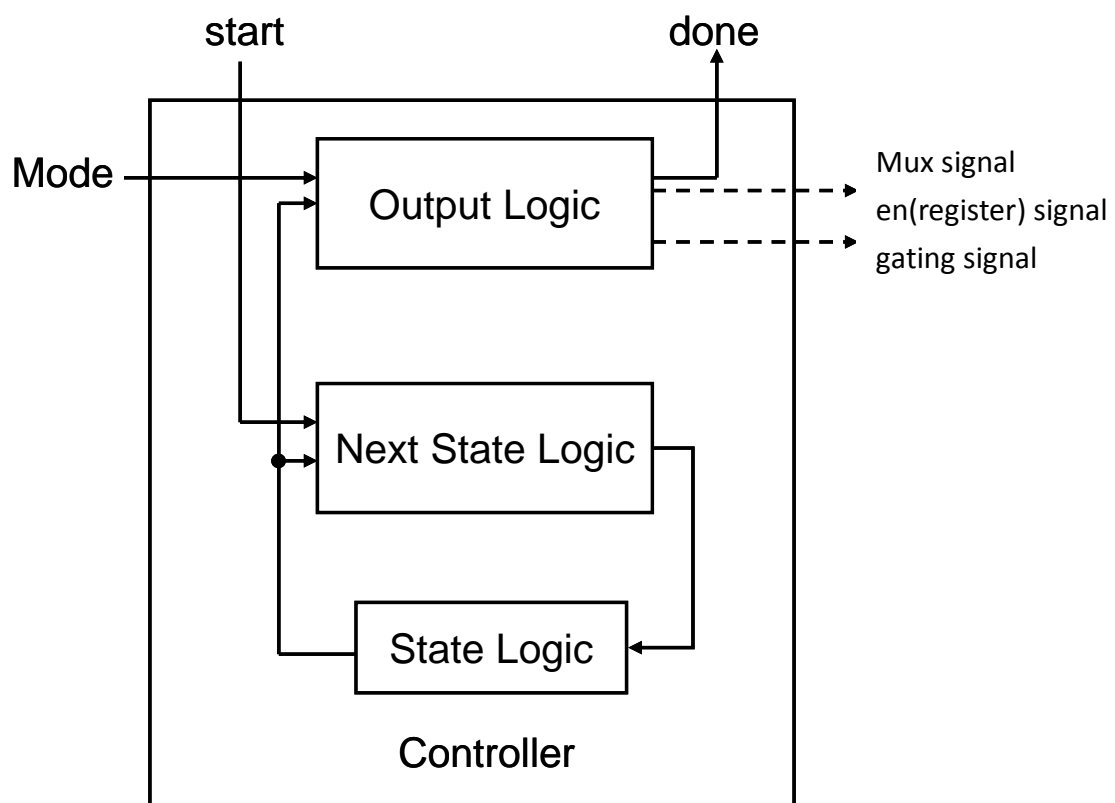 start
done
Mode
Output Logic
Mux signal
en(register) signal
gating signal
Next State Logic
State Logic
Controller